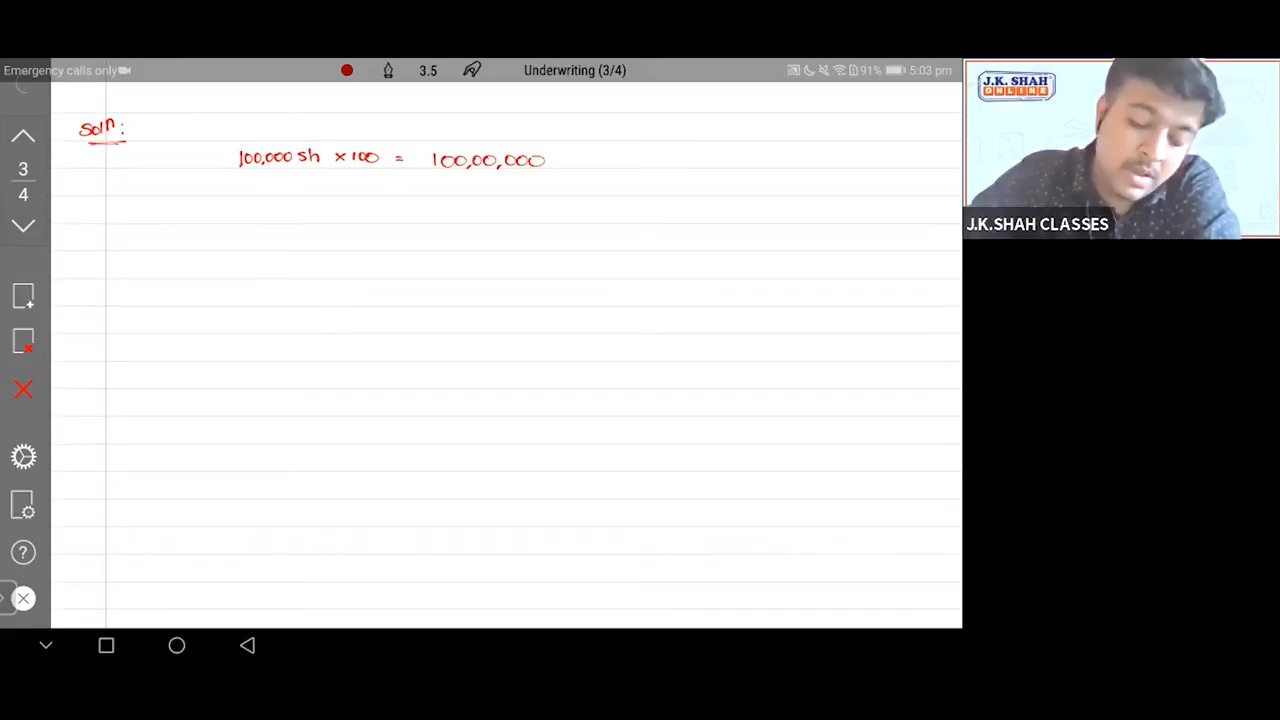 Emergency calls only
3.5
Underwriting (3/4)
91%
5:03 pm
J.K. SHAH
ONLINE
Soln:
100,000 sh × 100 = 100,00,000
3
4
J.K.SHAH CLASSES